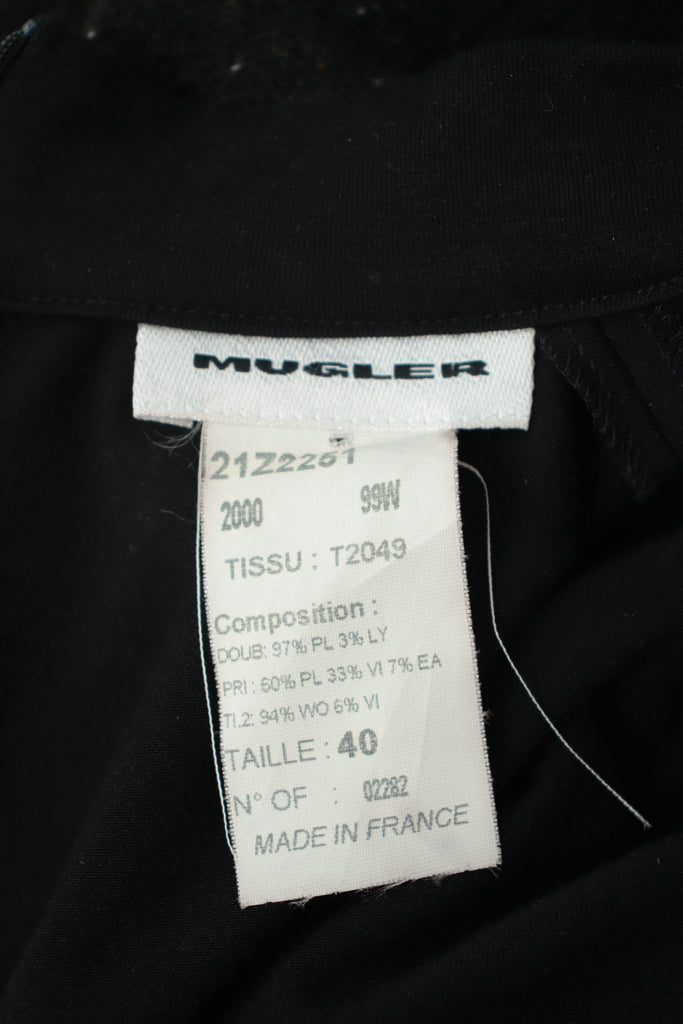 MUGLER
21Z2251
2000 99W
TISSU : T2049
Composition :
DOUB: 97% PL 3% LY
PRI : 60% PL 33% VI 7% EA
TI.2: 94% WO 6% VI
TAILLE : 40
N° OF : 02282
MADE IN FRANCE